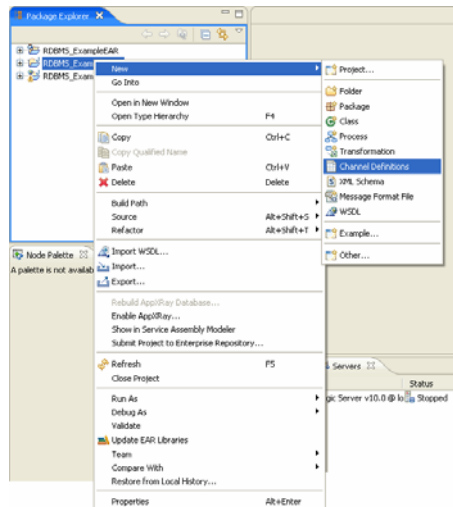 Package Explorer
RDBMS_ExampleEAR
RDBMS_Exam
RDBMS_Exam
New
Go Into
Open in New Window
Open Type Hierarchy F4
Copy Ctrl+C
Copy Qualified Name
Paste Ctrl+V
Delete Delete
Build Path
Source Alt+Shift+S
Refactor Alt+Shift+T
Import WSDL...
Import...
Export...
Rebuild AppXRay Database...
Enable AppXRay...
Show in Service Assembly Modeler
Submit Project to Enterprise Repository...
Refresh F5
Close Project
Run As
Debug As
Validate
Update EAR Libraries
Team
Compare With
Restore from Local History...
Properties Alt+Enter
Project...
Folder
Package
Class
Process
Transformation
Channel Definitions
XML Schema
Message Format File
WSDL
Example...
Other...
Node Palette
A palette is not availab
Servers
Status
gic Server v10.0 @ lo Stopped